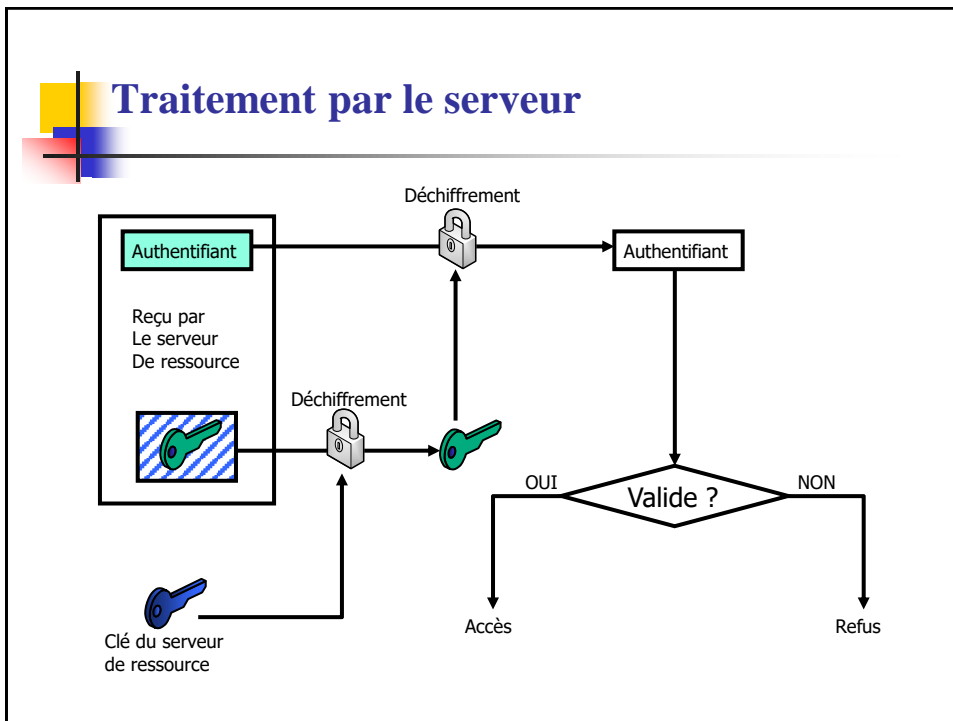 Traitement par le serveur
Déchiffrement
Authentifiant
Authentifiant
Reçu par
Le serveur
De ressource
Déchiffrement
OUI
Valide ?
NON
Clé du serveur
de ressource
Accès
Refus